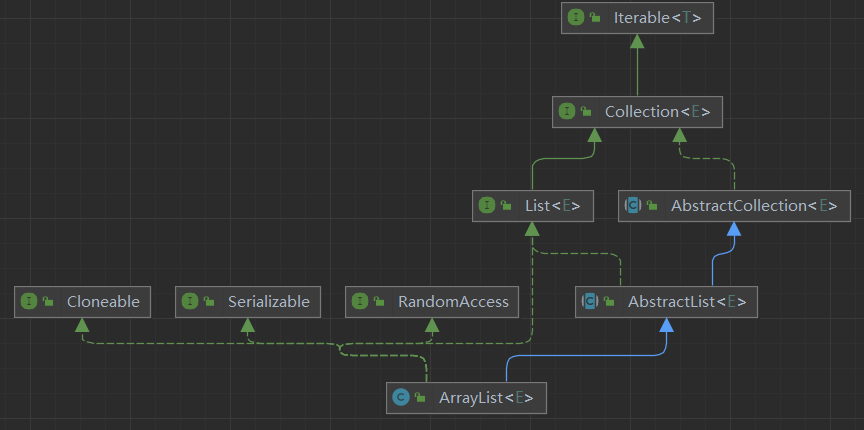 I Iterable<T>
I Collection<E>
I List<E>
C AbstractCollection<E>
I Cloneable
I Serializable
I RandomAccess
C AbstractList<E>
C ArrayList<E>